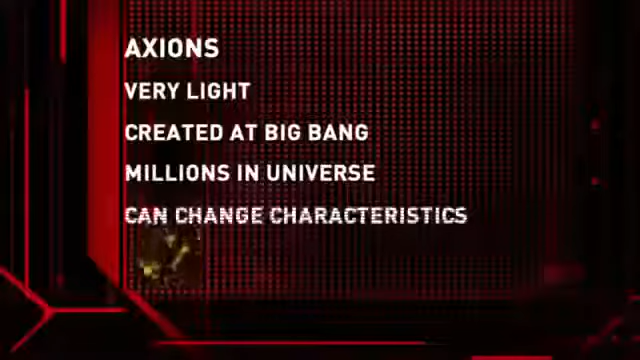 AXIONS
VERY LIGHT
CREATED AT BIG BANG
MILLIONS IN UNIVERSE
CAN CHANGE CHARACTERISTICS